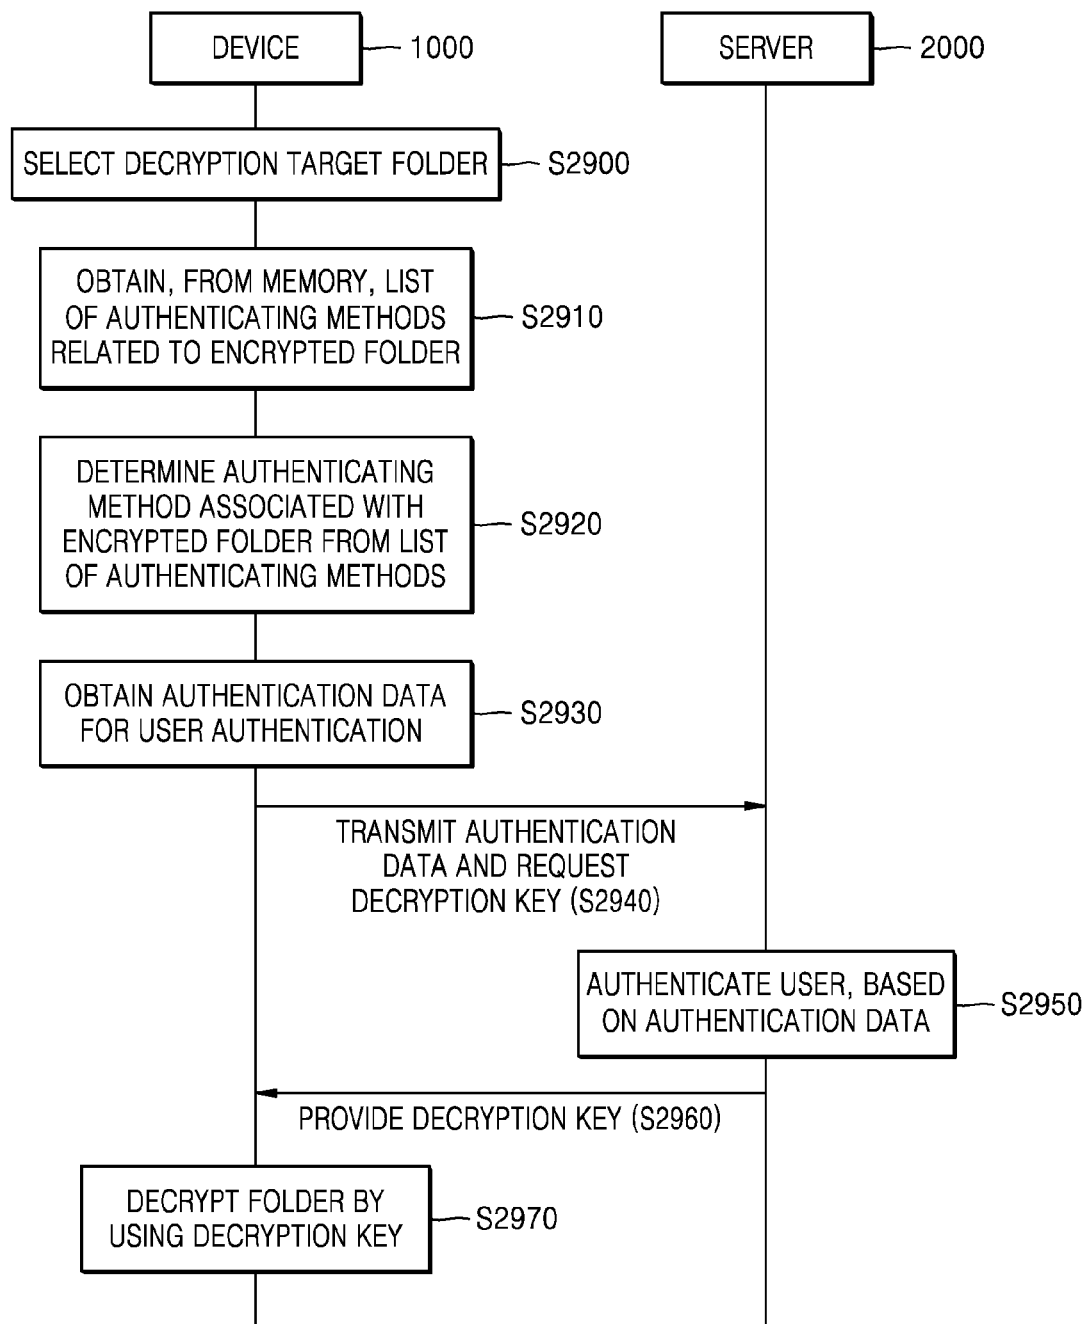 DEVICE
1000
SERVER
2000
SELECT DECRYPTION TARGET FOLDER
S2900
OBTAIN, FROM MEMORY, LIST
OF AUTHENTICATING METHODS
RELATED TO ENCRYPTED FOLDER
S2910
DETERMINE AUTHENTICATING
METHOD ASSOCIATED WITH
ENCRYPTED FOLDER FROM LIST
OF AUTHENTICATING METHODS
S2920
OBTAIN AUTHENTICATION DATA
FOR USER AUTHENTICATION
S2930
TRANSMIT AUTHENTICATION
DATA AND REQUEST
DECRYPTION KEY (S2940)
AUTHENTICATE USER, BASED
ON AUTHENTICATION DATA
S2950
PROVIDE DECRYPTION KEY (S2960)
DECRYPT FOLDER BY
USING DECRYPTION KEY
S2970